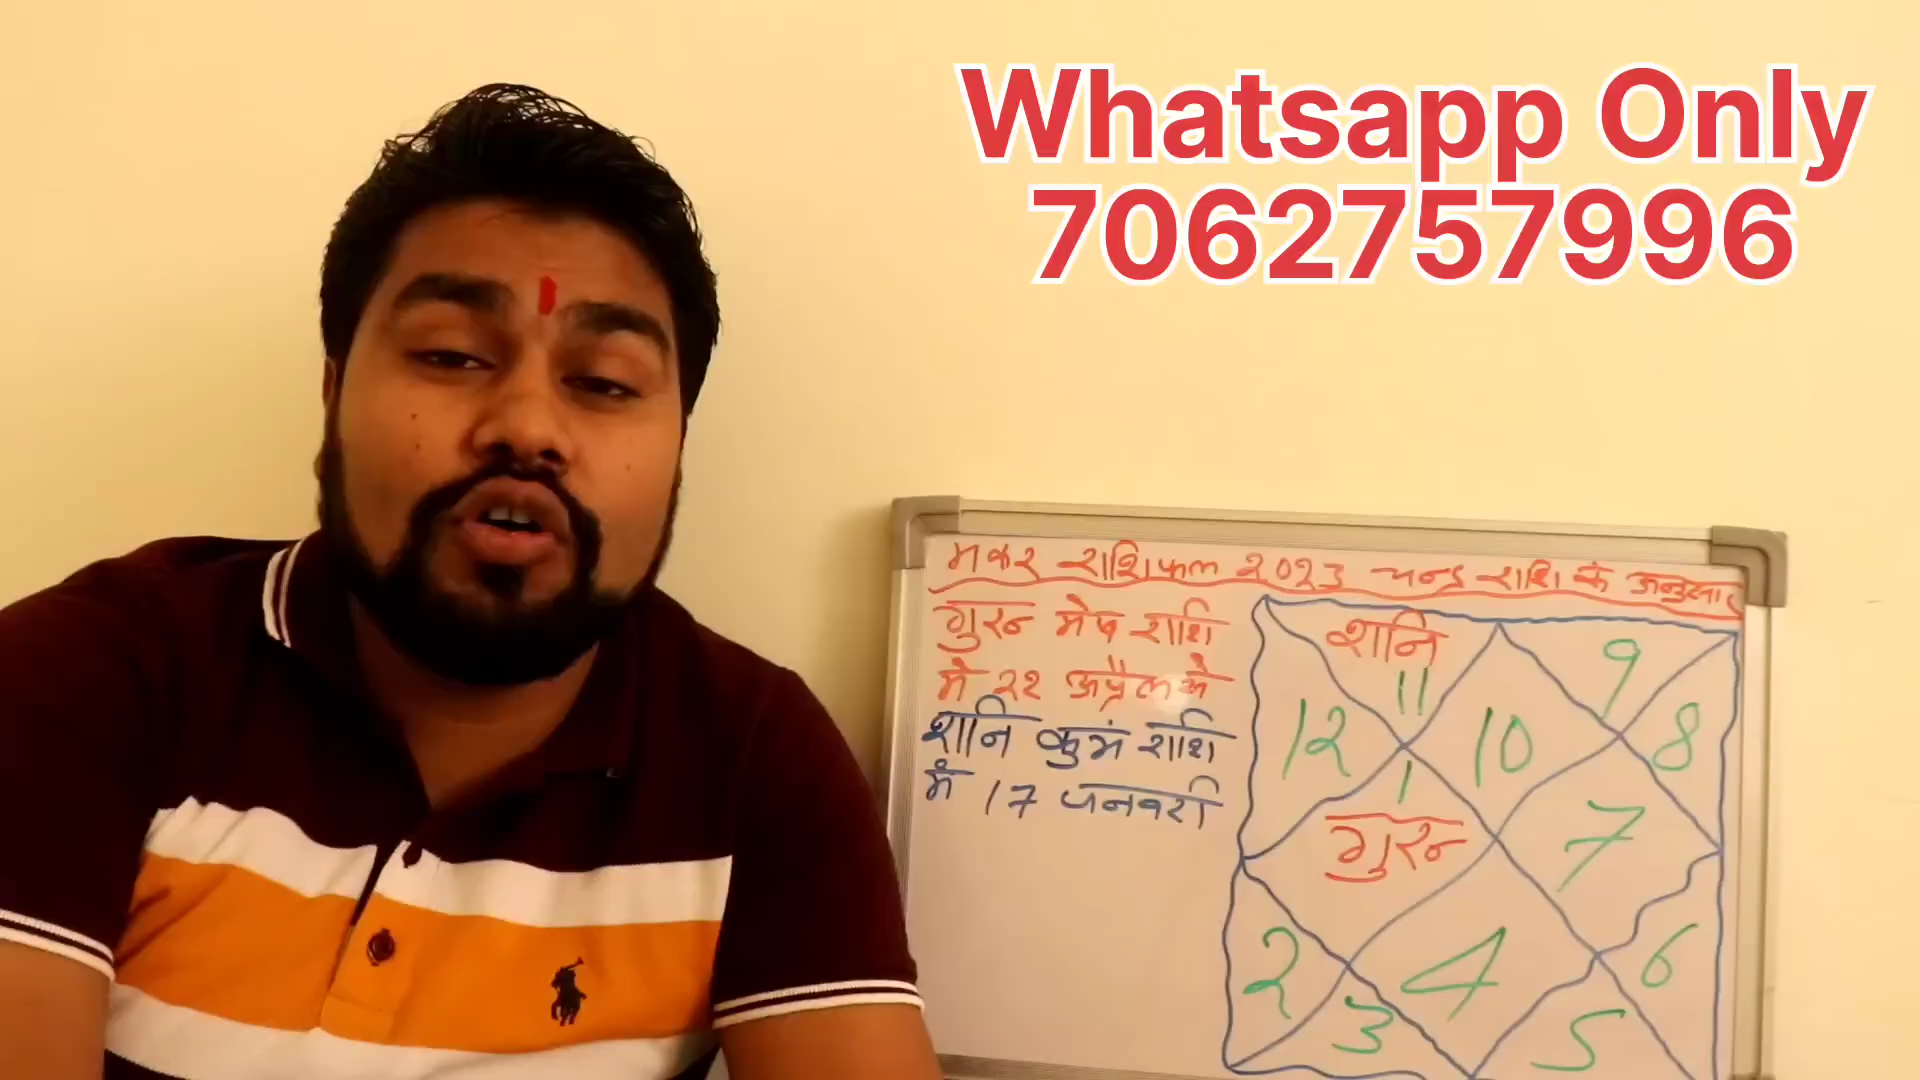 Whatsapp Only
7062757996
मकर राशिफल 2023 चन्द्र राशि के अनुसार
गुरू मेष राशि
मे 22 अप्रैल को
शनि कुभं राशि
मे 17 जनवरी
शनि
9
11
12
10
8
1
गुरू
7
2
4
6
3
5